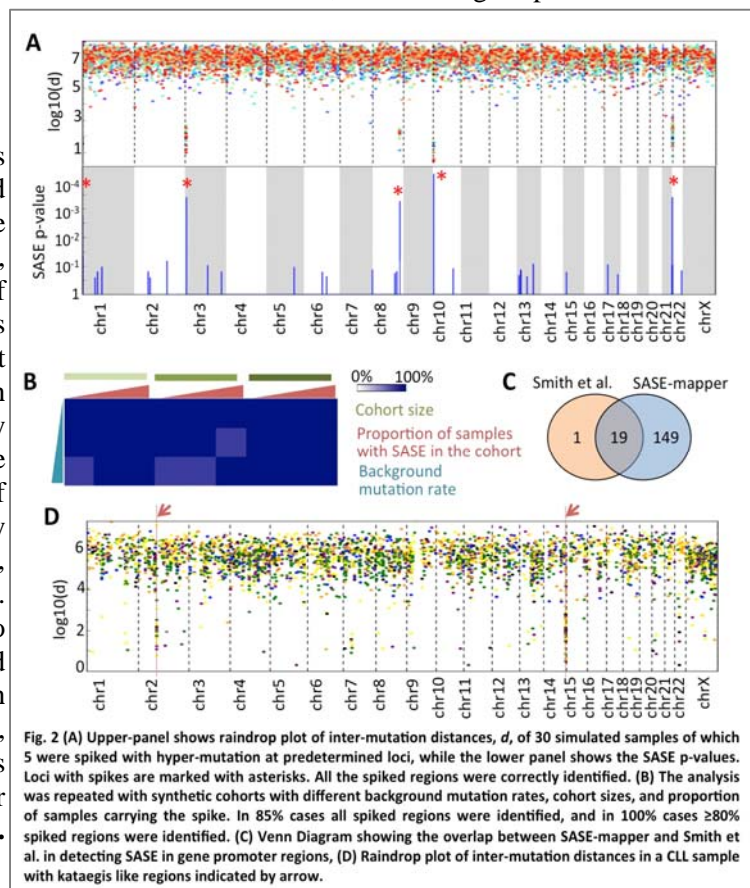 A
log10(d)
7
5
3
1
SASE p-value
10-4
10-3
10-2
10-1
1
chr1
chr2
chr3
chr4
chr5
chr6
chr7
chr8
chr9
chr10
chr11
chr12
chr13
chr14
chr15
chr16
chr17
chr18
chr19
chr20
chr21
chr22
chrX
B
0% 100%
Cohort size
Proportion of samples
with SASE in the cohort
Background
mutation rate
C
Smith et al. SASE-mapper
1 19 149
D
log10(d)
6
4
2
0
chr1
chr2
chr3
chr4
chr5
chr6
chr7
chr8
chr9
chr10
chr11
chr12
chr13
chr14
chr15
chr16
chr17
chr18
chr19
chr20
chr21
chr22
chrX
Fig. 2 (A) Upper-panel shows raindrop plot of inter-mutation distances, d, of 30 simulated samples of which
5 were spiked with hyper-mutation at predetermined loci, while the lower panel shows the SASE p-values.
Loci with spikes are marked with asterisks. All the spiked regions were correctly identified. (B) The analysis
was repeated with synthetic cohorts with different background mutation rates, cohort sizes, and proportion
of samples carrying the spike. In 85% cases all spiked regions were identified, and in 100% cases ≥80%
spiked regions were identified. (C) Venn Diagram showing the overlap between SASE-mapper and Smith et
al. in detecting SASE in gene promoter regions, (D) Raindrop plot of inter-mutation distances in a CLL sample
with kataegis like regions indicated by arrow.